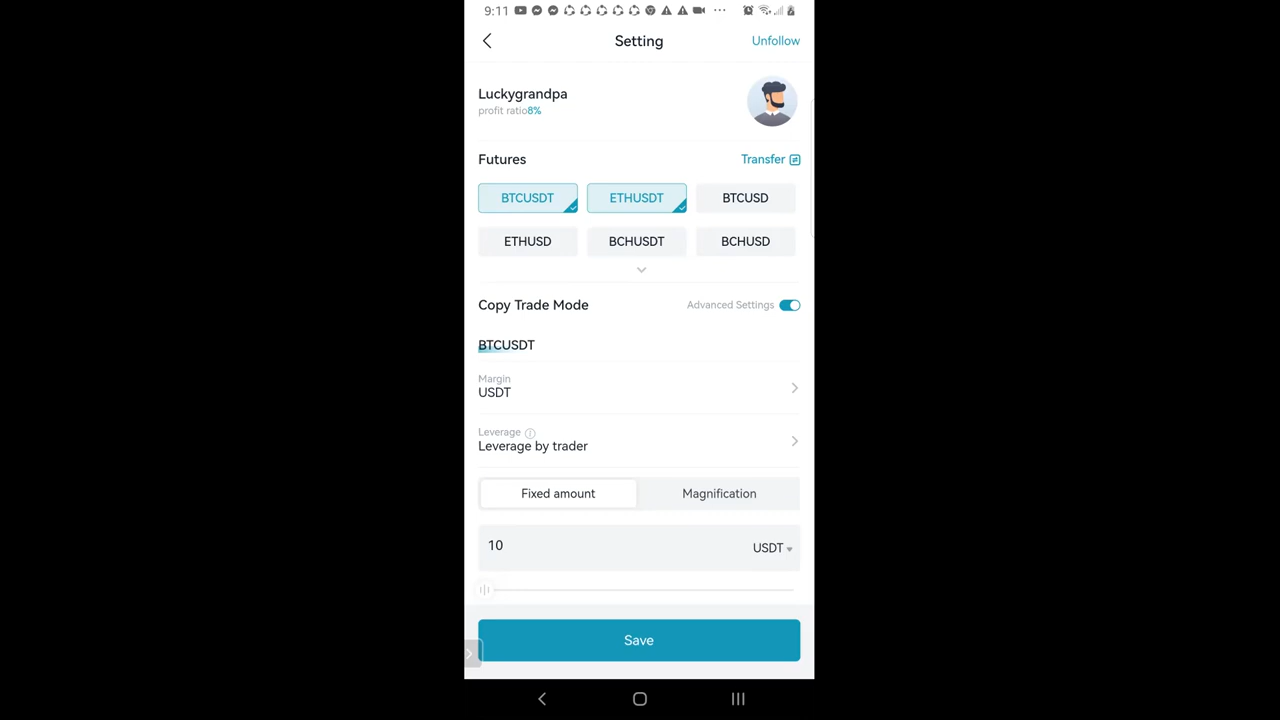 9:11
Setting
Unfollow
Luckygrandpa
profit ratio8%
Futures
Transfer
BTCUSDT
ETHUSDT
BTCUSD
ETHUSD
BCHUSDT
BCHUSD
Copy Trade Mode
Advanced Settings
BTCUSDT
Margin
USDT
Leverage
Leverage by trader
Fixed amount
Magnification
10
USDT
Save